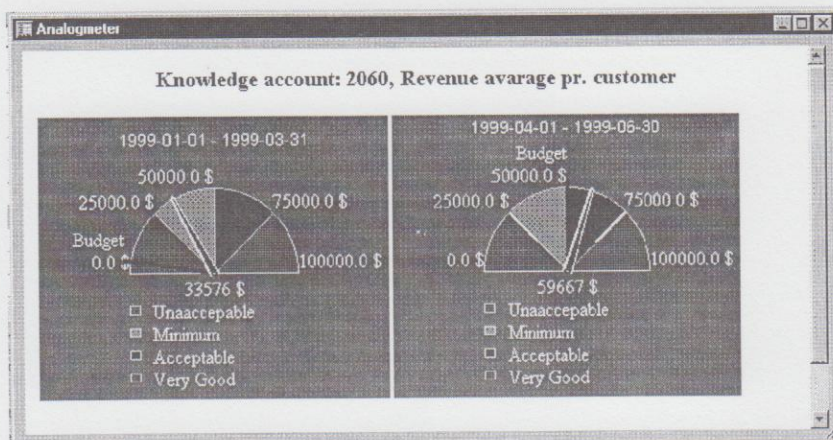 Analogmeter
Knowledge account: 2060, Revenue avarage pr. customer
1999-01-01 - 1999-03-31
50000.0 $
25000.0 $
75000.0 $
Budget
0.0 $
100000.0 $
33576 $
Unaaccepable
Minimum
Acceptable
Very Good
1999-04-01 - 1999-06-30
Budget
50000.0 $
25000.0 $
75000.0 $
0.0 $
100000.0 $
59667 $
Unaaccepable
Minimum
Acceptable
Very Good